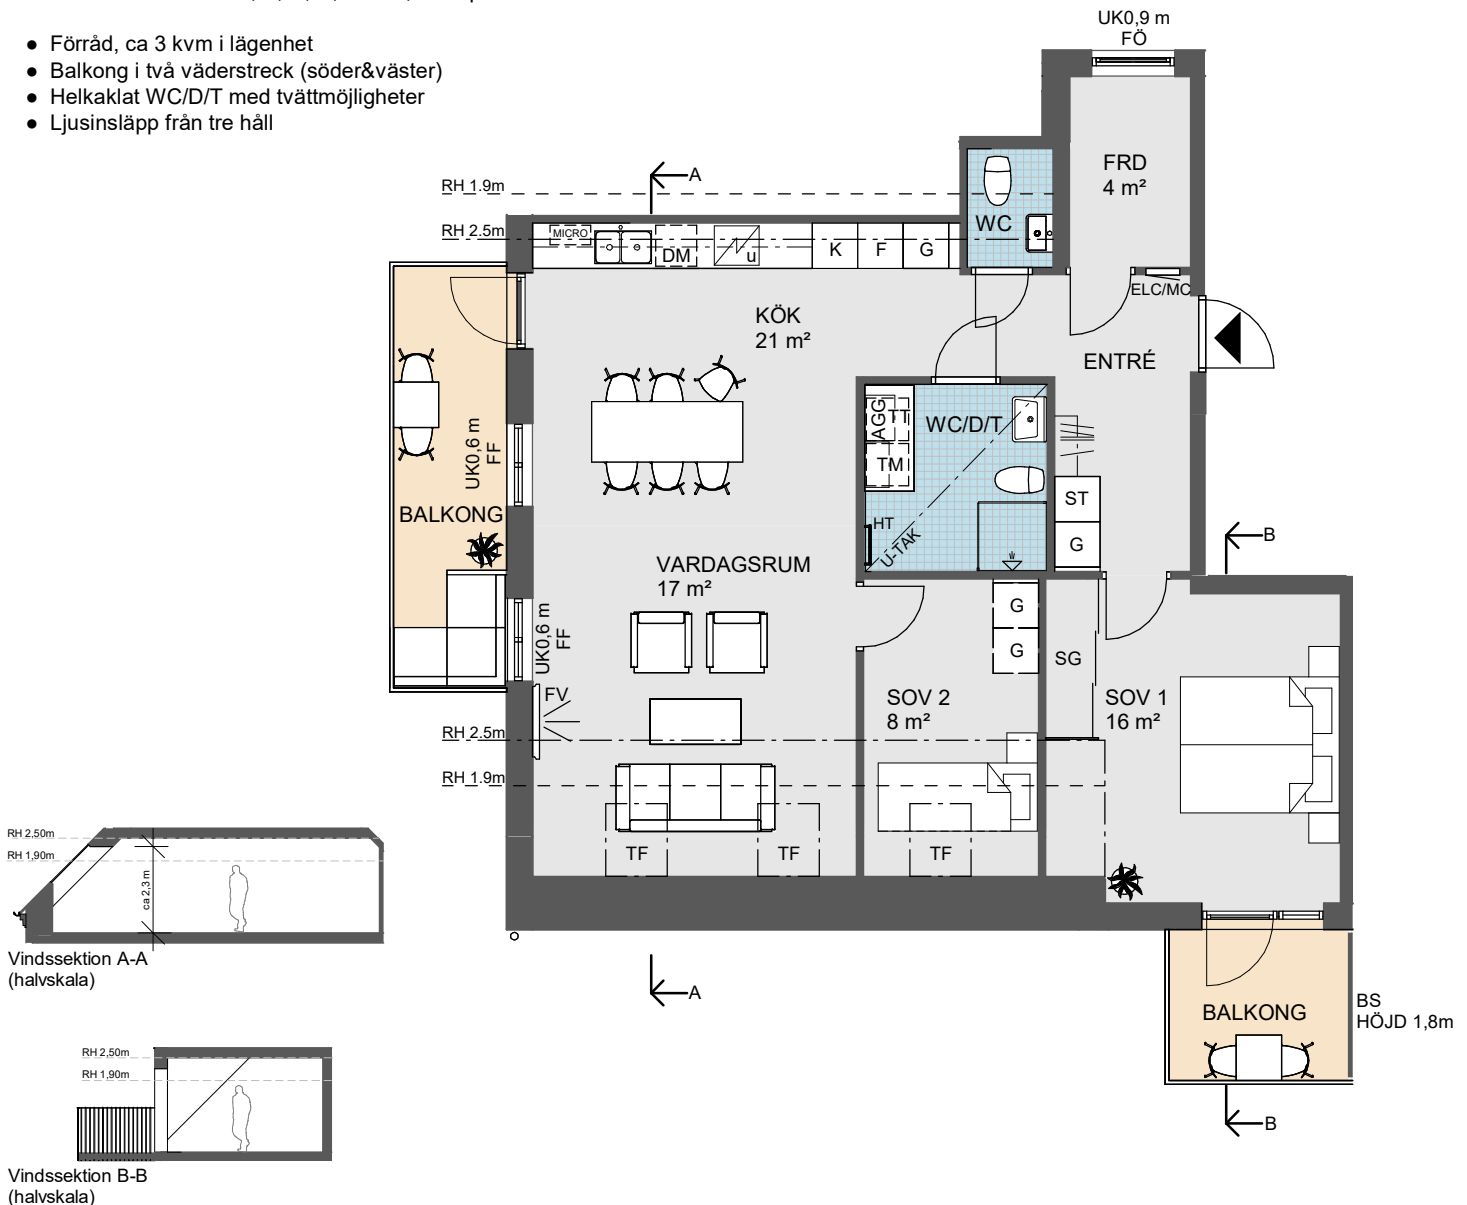 ● Förråd, ca 3 kvm i lägenhet
● Balkong i två väderstreck (söder&väster)
● Helkaklat WC/D/T med tvättmöjligheter
● Ljusinsläpp från tre håll
UK0,9 m
FÖ
FRD
4 m²
RH 1.9m
A
WC
RH 2.5m
MICRO
DM
u
K
F
G
ELC/MC
KÖK
21 m²
ENTRÉ
AGG
TT
WC/D/T
TM
UK0,6 m
FF
BALKONG
HT
U-TAK
ST
G
B
VARDAGSRUM
17 m²
UK0,6 m
FF
G
G
SG
FV
SOV 2
8 m²
SOV 1
16 m²
RH 2.5m
RH 1.9m
TF
TF
TF
RH 2,50m
RH 1,90m
ca 2,3 m
Vindssektion A-A
(halvskala)
A
BALKONG
BS
HÖJD 1,8m
B
RH 2,50m
RH 1,90m
Vindssektion B-B
(halvskala)